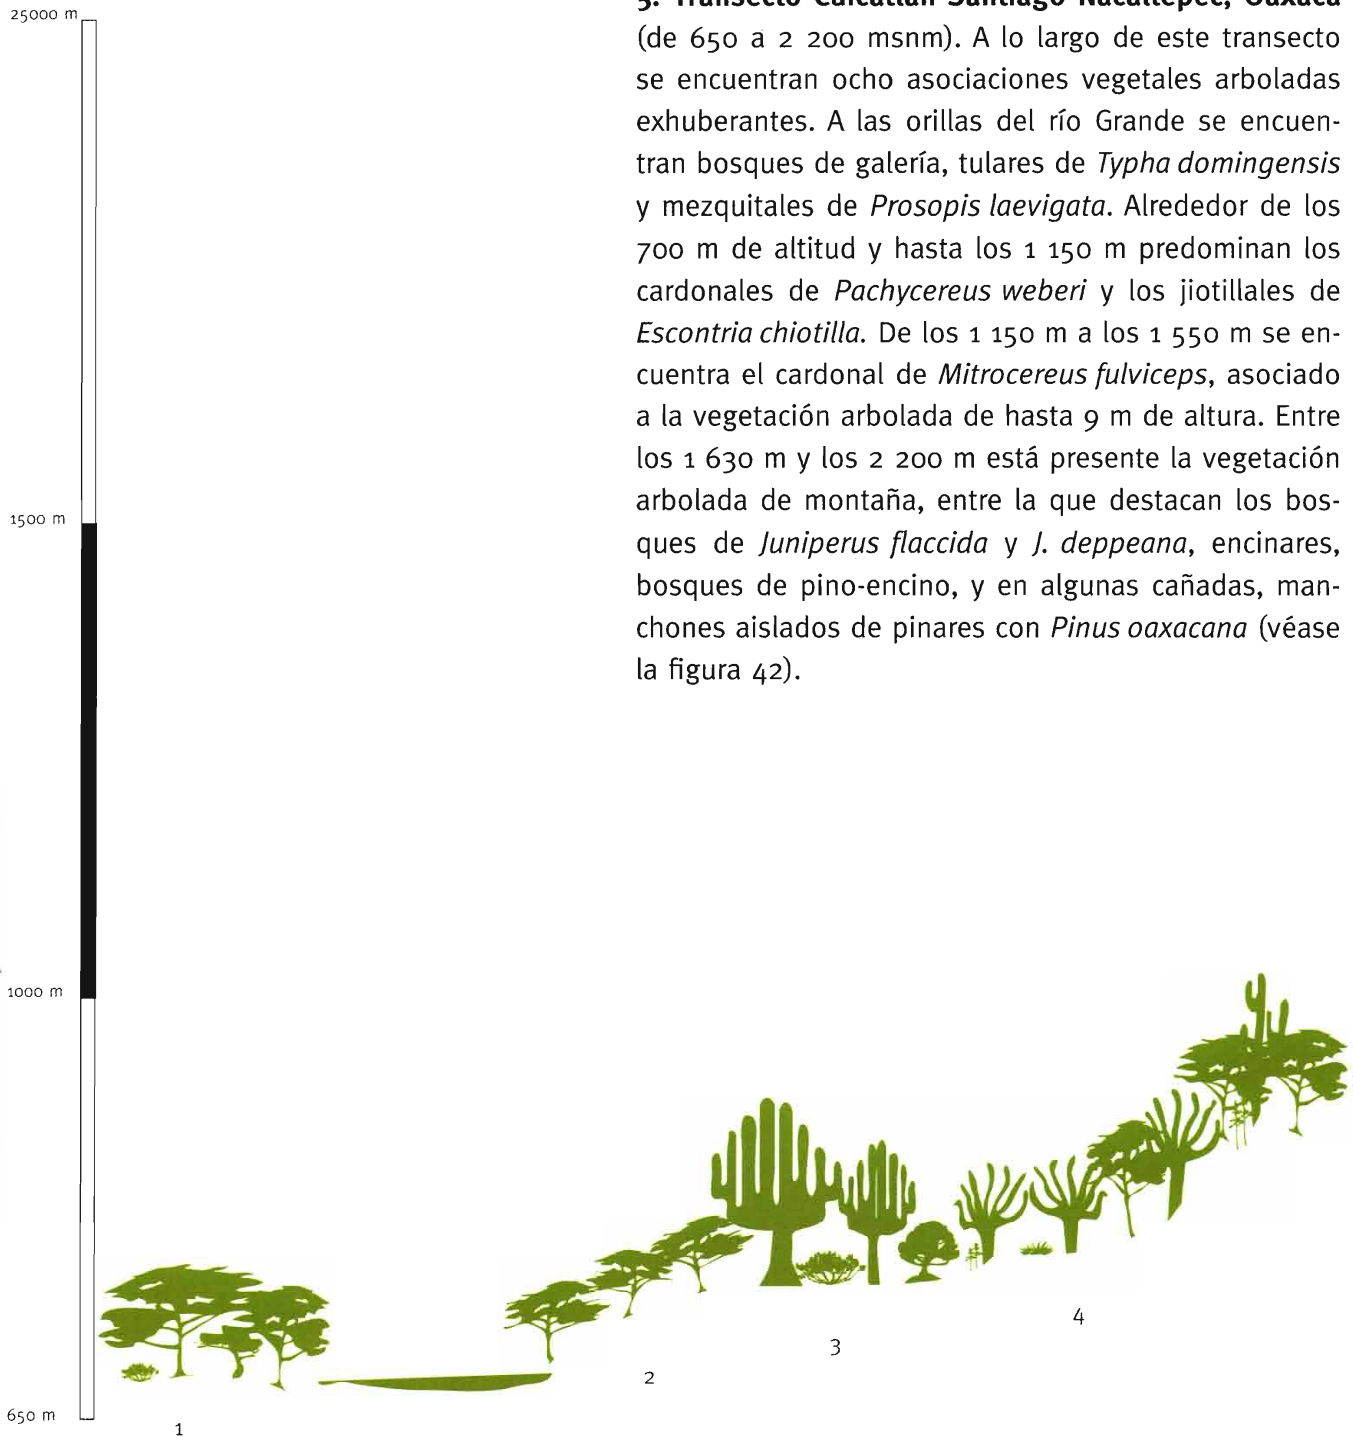 25000 m
5. Transecto Cuicatlán-Santiago Nacaltepec, Oaxaca
(de 650 a 2 200 msnm). A lo largo de este transecto
se encuentran ocho asociaciones vegetales arboladas
exhuberantes. A las orillas del río Grande se encuen-
tran bosques de galería, tulares de Typha domingensis
y mezquitales de Prosopis laevigata. Alrededor de los
700 m de altitud y hasta los 1 150 m predominan los
cardonales de Pachycereus weberi y los jiotillales de
Escontria chiotilla. De los 1 150 m a los 1 550 m se en-
cuentra el cardonal de Mitrocereus fulviceps, asociado
a la vegetación arbolada de hasta 9 m de altura. Entre
los 1 630 m y los 2 200 m está presente la vegetación
arbolada de montaña, entre la que destacan los bos-
ques de Juniperus flaccida y J. deppeana, encinares,
bosques de pino-encino, y en algunas cañadas, man-
chones aislados de pinares con Pinus oaxacana (véase
la figura 42).
1500 m
1000 m
650 m
1
2
3
4